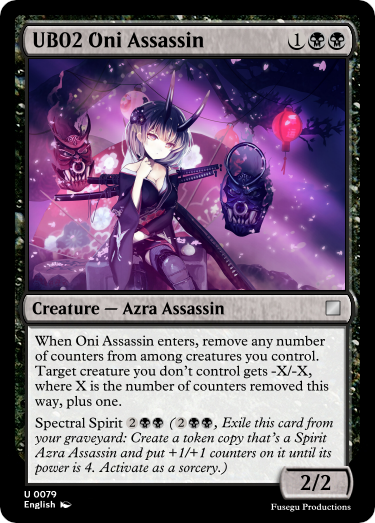 UB02 Oni Assassin 1
Creature — Azra Assassin
When Oni Assassin enters, remove any number
of counters from among creatures you control.
Target creature you don't control gets -X/-X,
where X is the number of counters removed this
way, plus one.
Spectral Spirit 2 ( 2 , Exile this card from
your graveyard: Create a token copy that's a Spirit
Azra Assassin and put +1/+1 counters on it until its
power is 4. Activate as a sorcery.)
2/2
U 0079
English
Fusegu Productions